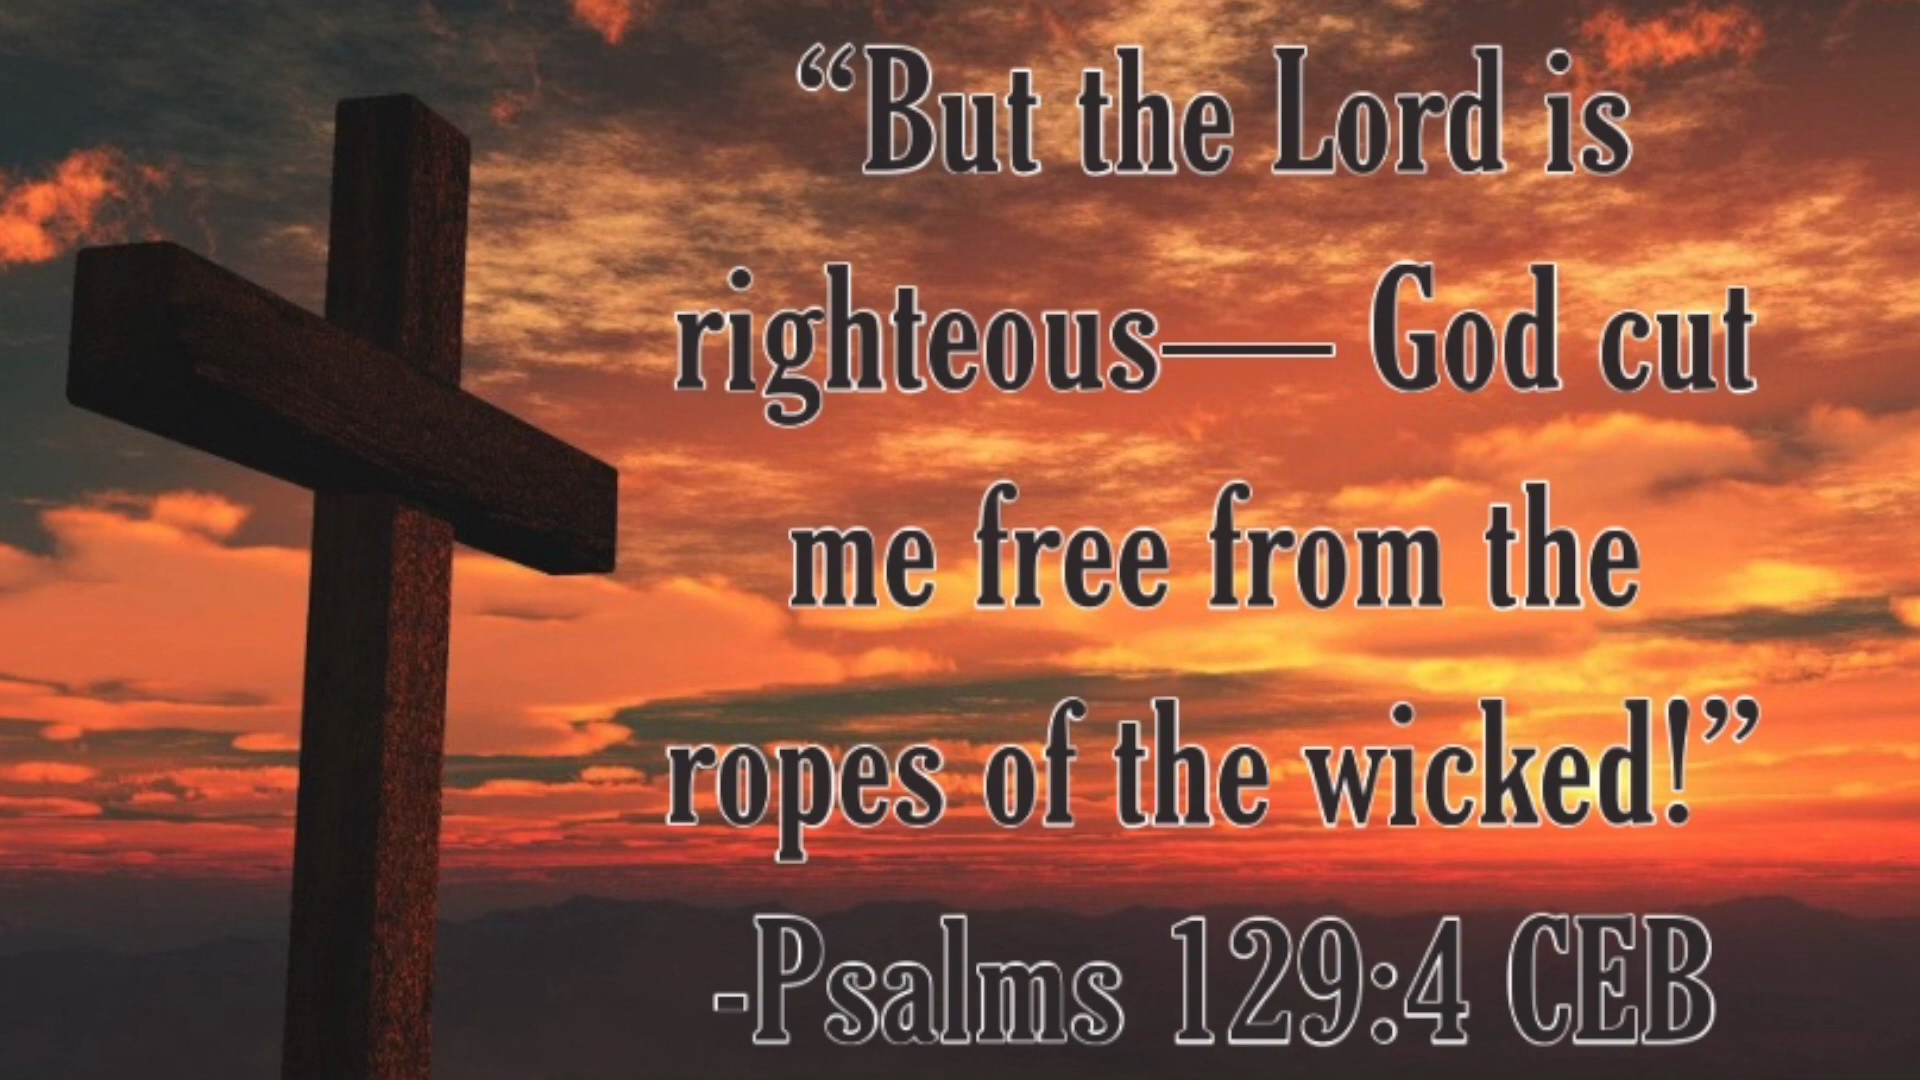 “But the Lord is
righteous— God cut
me free from the
ropes of the wicked!”
-Psalms 129:4 CEB